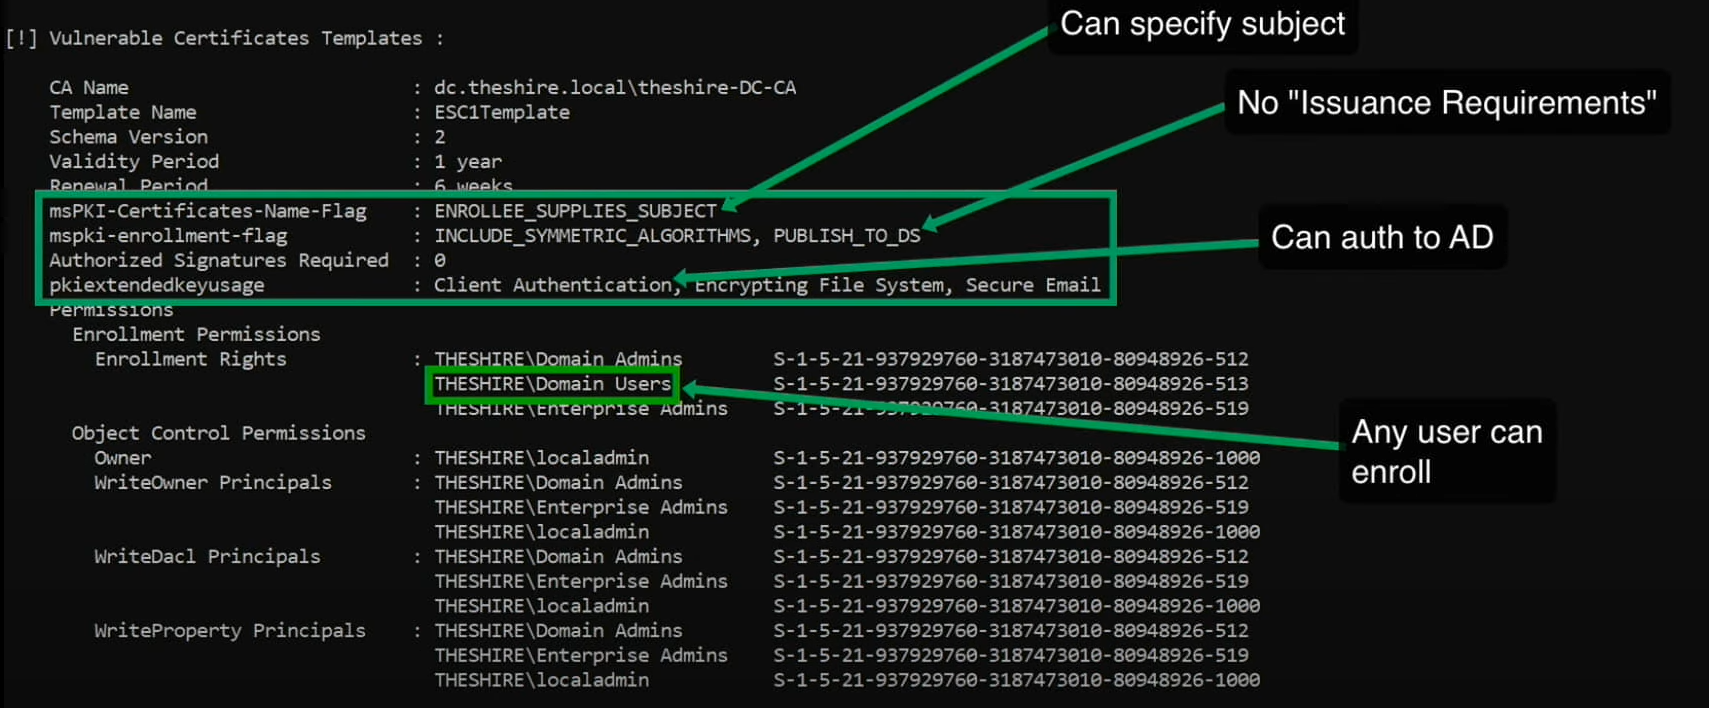 Can specify subject
[!] Vulnerable Certificates Templates :
CA Name : dc.theshire.local\theshire-DC-CA
No "Issuance Requirements"
Template Name : ESC1Template
Schema Version : 2
Validity Period : 1 year
Renewal Period : 6 weeks
msPKI-Certificates-Name-Flag : ENROLLEE_SUPPLIES_SUBJECT
mspki-enrollment-flag : INCLUDE_SYMMETRIC_ALGORITHMS, PUBLISH_TO_DS
Can auth to AD
Authorized Signatures Required : 0
pkiextendedkeyusage : Client Authentication, Encrypting File System, Secure Email
Permissions
Enrollment Permissions
Enrollment Rights : THESHIRE\Domain Admins S-1-5-21-937929760-3187473010-80948926-512
THESHIRE\Domain Users S-1-5-21-937929760-3187473010-80948926-513
THESHIRE\Enterprise Admins S-1-5-21-937929760-3187473010-80948926-519
Any user can
enroll
Object Control Permissions
Owner : THESHIRE\localadmin S-1-5-21-937929760-3187473010-80948926-1000
WriteOwner Principals : THESHIRE\Domain Admins S-1-5-21-937929760-3187473010-80948926-512
THESHIRE\Enterprise Admins S-1-5-21-937929760-3187473010-80948926-519
THESHIRE\localadmin S-1-5-21-937929760-3187473010-80948926-1000
WriteDacl Principals : THESHIRE\Domain Admins S-1-5-21-937929760-3187473010-80948926-512
THESHIRE\Enterprise Admins S-1-5-21-937929760-3187473010-80948926-519
THESHIRE\localadmin S-1-5-21-937929760-3187473010-80948926-1000
WriteProperty Principals : THESHIRE\Domain Admins S-1-5-21-937929760-3187473010-80948926-512
THESHIRE\Enterprise Admins S-1-5-21-937929760-3187473010-80948926-519
THESHIRE\localadmin S-1-5-21-937929760-3187473010-80948926-1000